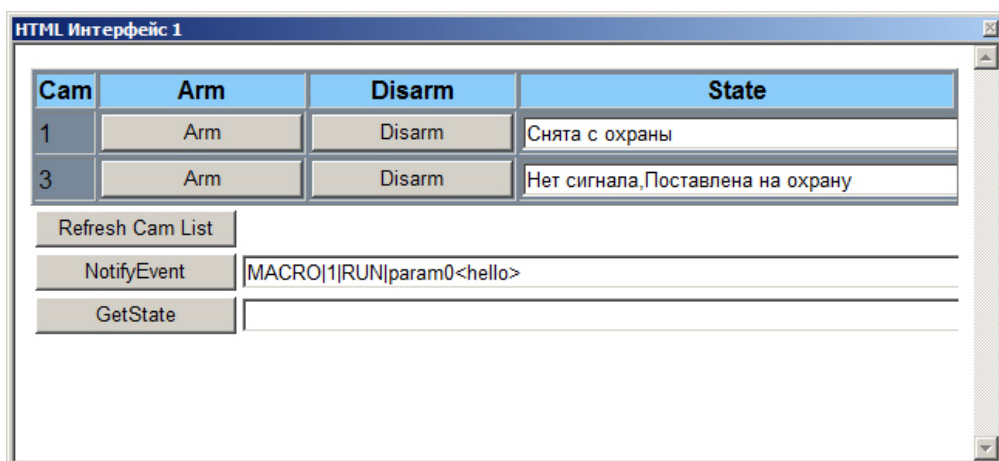 HTML Интерфейс 1
Cam Arm Disarm State
1 Arm Disarm Снята с охраны
3 Arm Disarm Нет сигнала,Поставлена на охрану
Refresh Cam List
NotifyEvent MACRO|1|RUN|param0<hello>
GetState